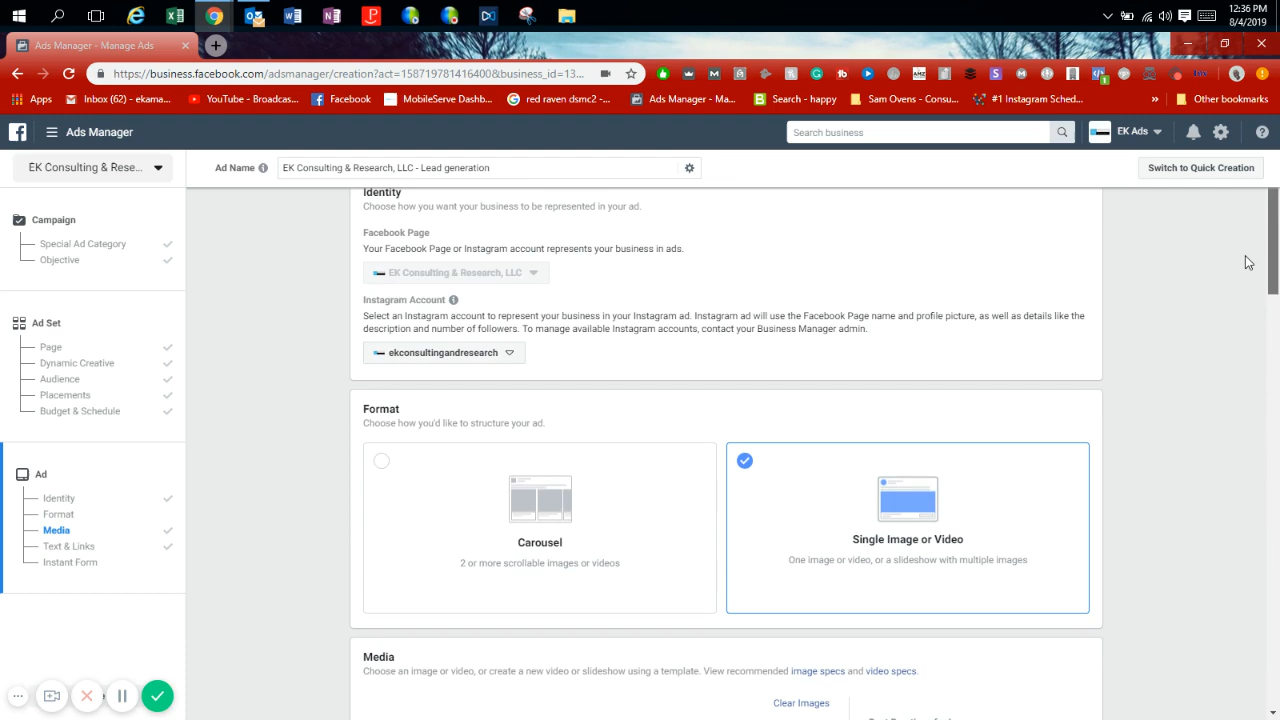 12:36 PM
8/4/2019
Ads Manager - Manage Ads
https://business.facebook.com/adsmanager/creation?act=158719781416400&business_id=13...
Apps
Inbox (62) - ekama...
YouTube - Broadcas...
Facebook
MobileServe Dashb...
red raven dsmc2 -...
Ads Manager - Ma...
Search - happy
Sam Ovens - Consu...
#1 Instagram Sched...
Other bookmarks
Ads Manager
Search business
EK Ads
EK Consulting & Rese...
Ad Name
EK Consulting & Research, LLC - Lead generation
Switch to Quick Creation
Campaign
Special Ad Category
Objective
Ad Set
Page
Dynamic Creative
Audience
Placements
Budget & Schedule
Ad
Identity
Format
Media
Text & Links
Instant Form
Identity
Choose how you want your business to be represented in your ad.
Facebook Page
Your Facebook Page or Instagram account represents your business in ads.
EK Consulting & Research, LLC
Instagram Account
Select an Instagram account to represent your business in your Instagram ad. Instagram ad will use the Facebook Page name and profile picture, as well as details like the
description and number of followers. To manage available Instagram accounts, contact your Business Manager admin.
ekconsultingandresearch
Format
Choose how you'd like to structure your ad.
Carousel
2 or more scrollable images or videos
Single Image or Video
One image or video, or a slideshow with multiple images
Media
Choose an image or video, or create a new video or slideshow using a template. View recommended image specs and video specs.
Clear Images